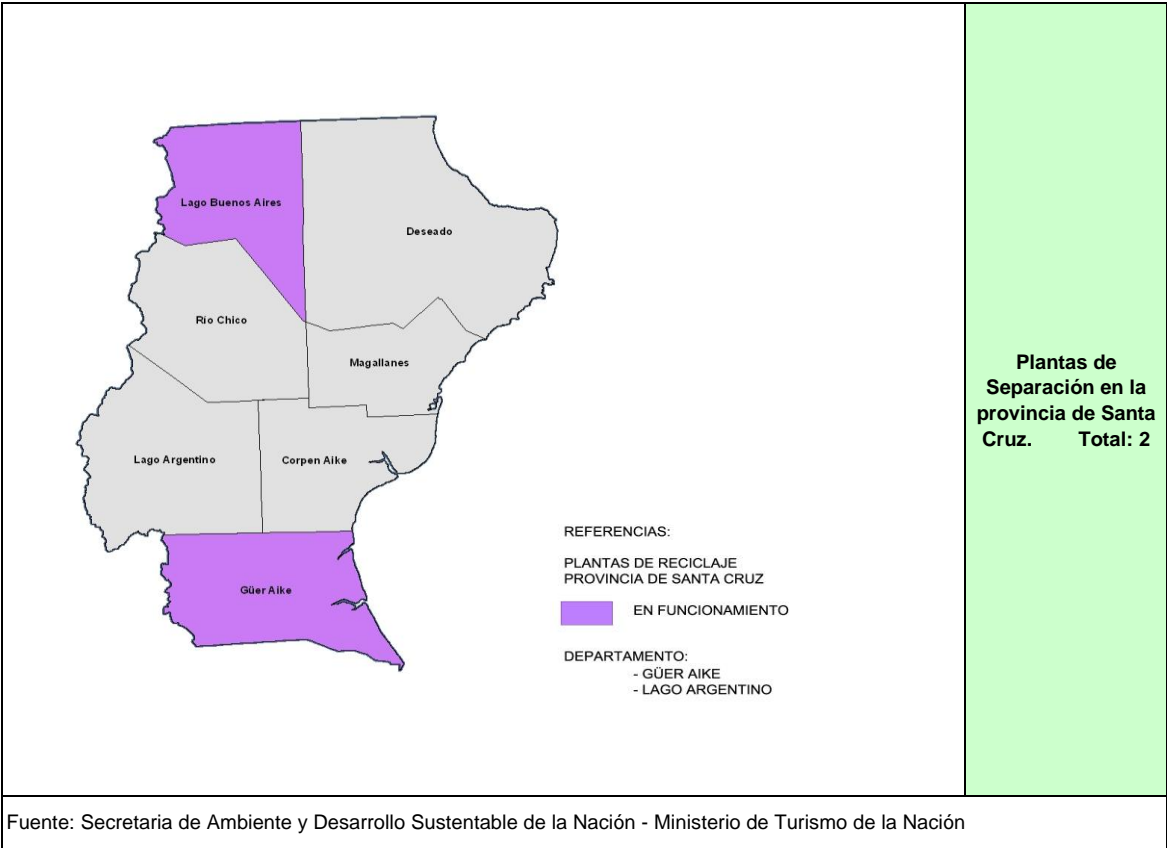 Lago Buenos Aires
Deseado
Río Chico
Magallanes
Lago Argentino
Corpen Aike
Güer Aike
REFERENCIAS:
PLANTAS DE RECICLAJE
PROVINCIA DE SANTA CRUZ
EN FUNCIONAMIENTO
DEPARTAMENTO:
- GÜER AIKE
- LAGO ARGENTINO
Plantas de
Separación en la
provincia de Santa
Cruz. Total: 2
Fuente: Secretaria de Ambiente y Desarrollo Sustentable de la Nación - Ministerio de Turismo de la Nación